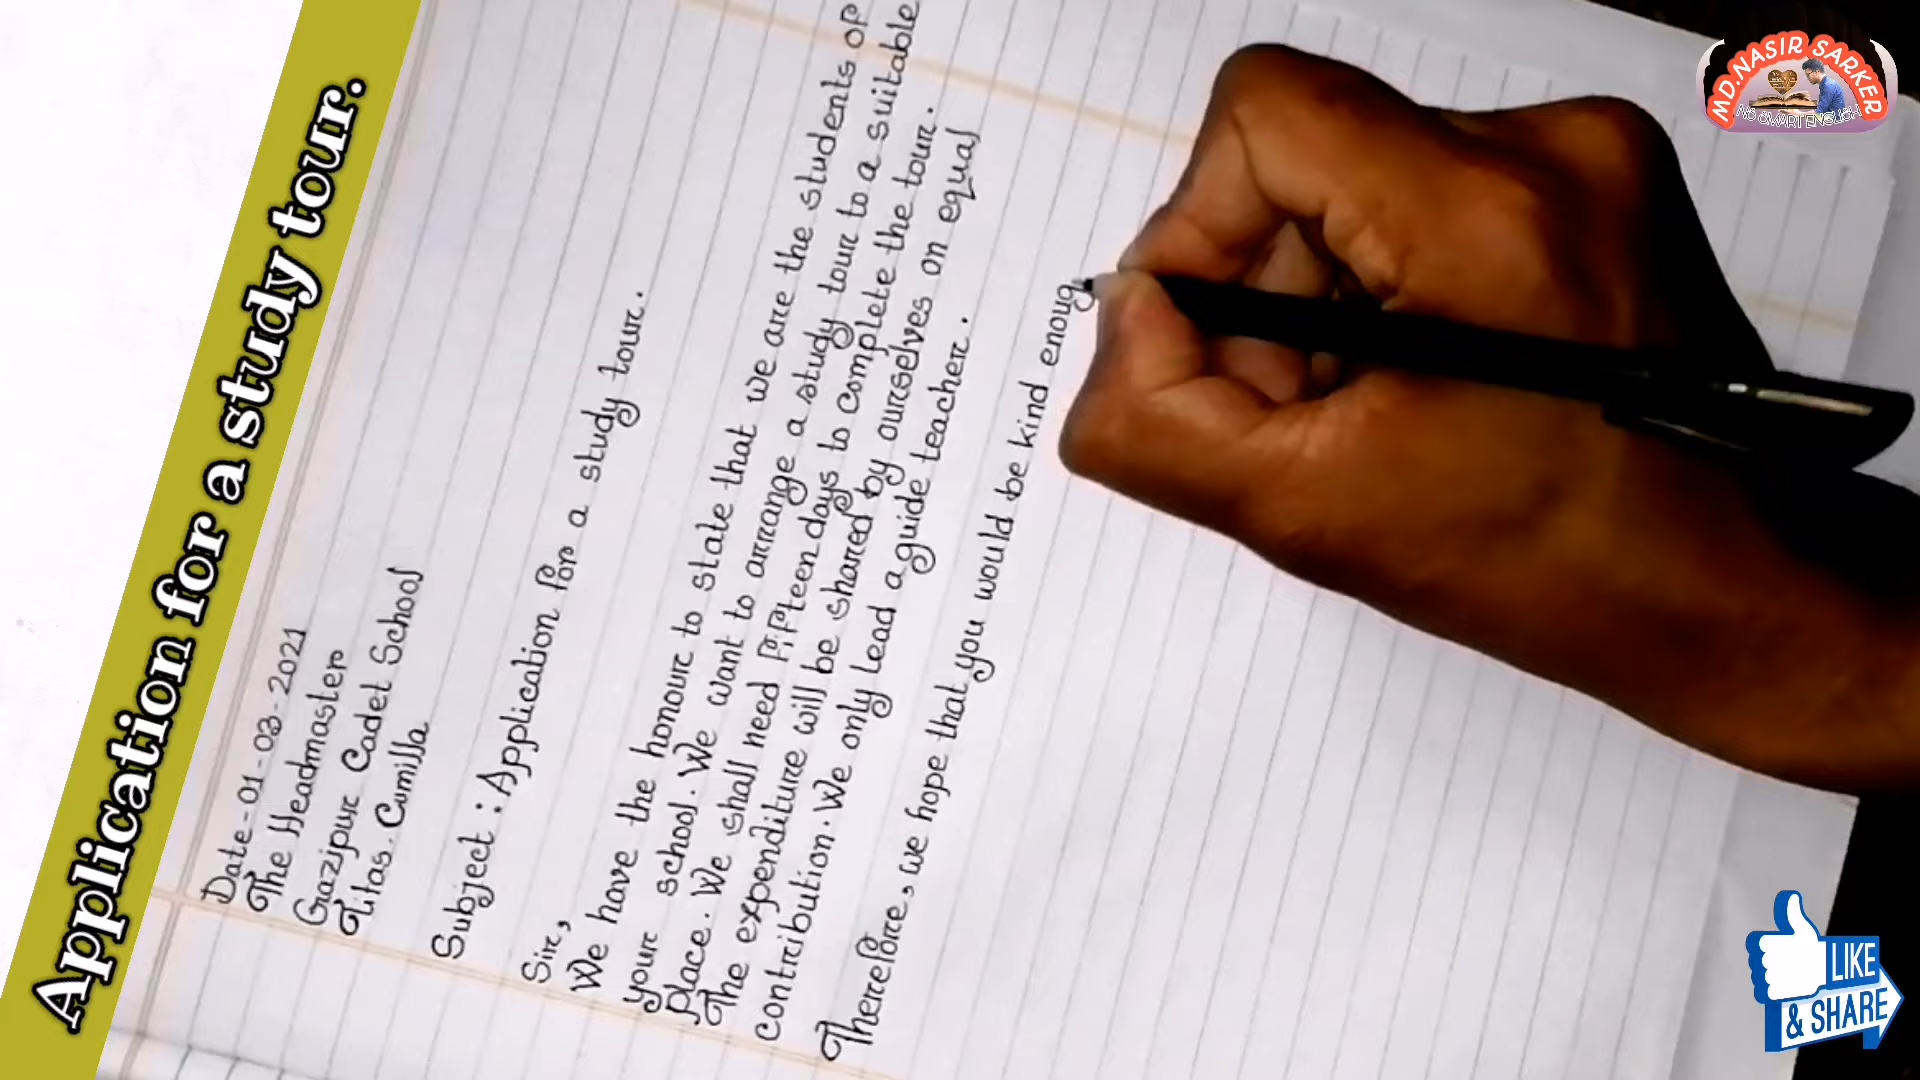 Application for a study tour.
Date-01-03-2021
The Headmaster
Gazipur Cadet School
Titas. Cumilla
Subject : Application for a study tour.
Sir,
We have the honour to state that we are the students of
your school. We want to arrange a study tour to a suitable
place. We shall need fifteen days to complete the tour.
The expenditure will be shared by ourselves on equal
contribution. We only lead a guide teacher.
Therefore, we hope that you would be kind enoug
MD.NASIR SARKER
NS SMART ENGLISH
LIKE
& SHARE